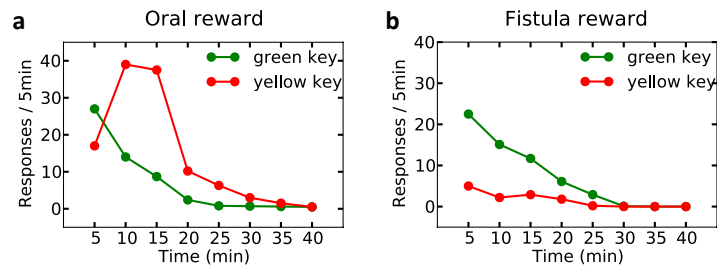 a
Oral reward
green key
yellow key
Responses / 5min
40
30
20
10
0
5 10 15 20 25 30 35 40
Time (min)
b
Fistula reward
green key
yellow key
Responses / 5min
40
30
20
10
0
5 10 15 20 25 30 35 40
Time (min)